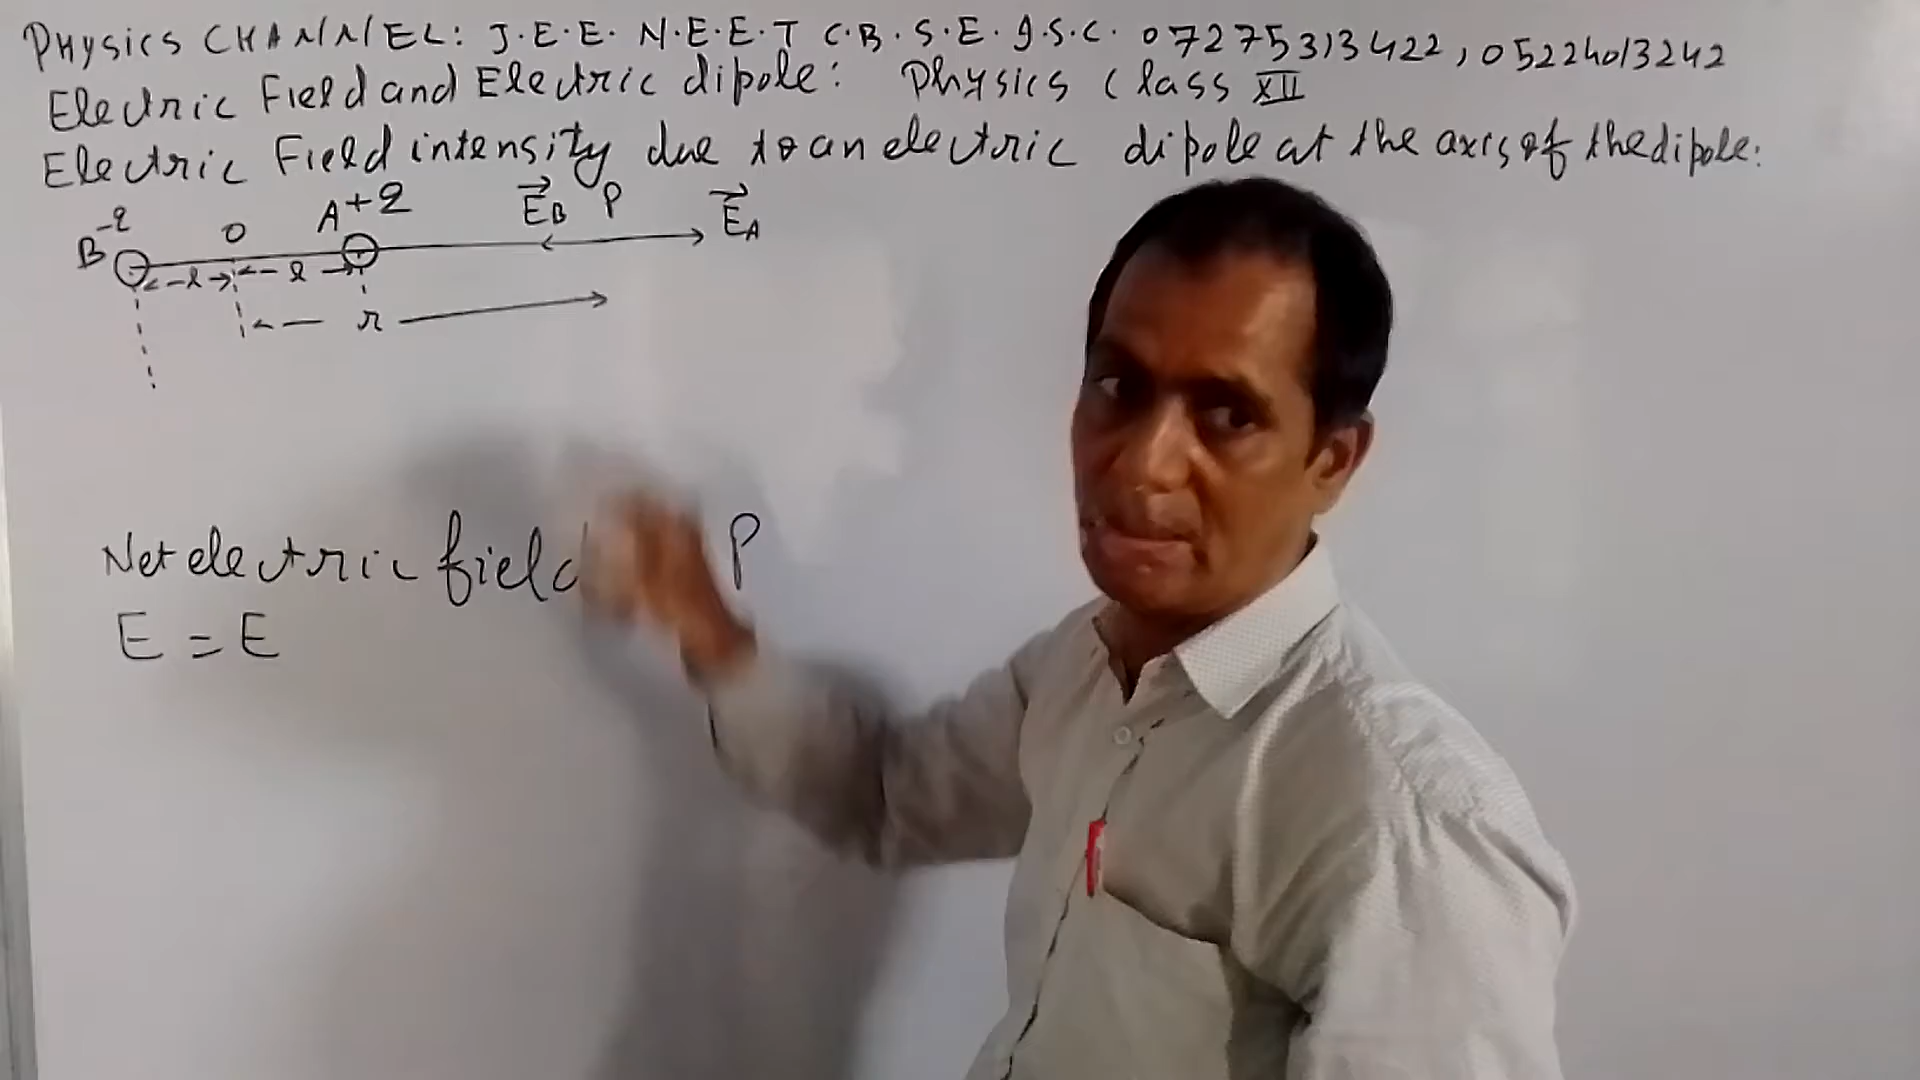 PHYSICS CHANNEL: J.E.E. N.E.E.T C.B.S.E. I.S.C. 07275313422, 05224013242
Electric Field and Electric dipole: Physics Class XII
Electric Field intensity due to an electric dipole at the axis of the dipole:
-q A +q E⃗B P E⃗A
B O
l l
r
Net electric field P
E = E